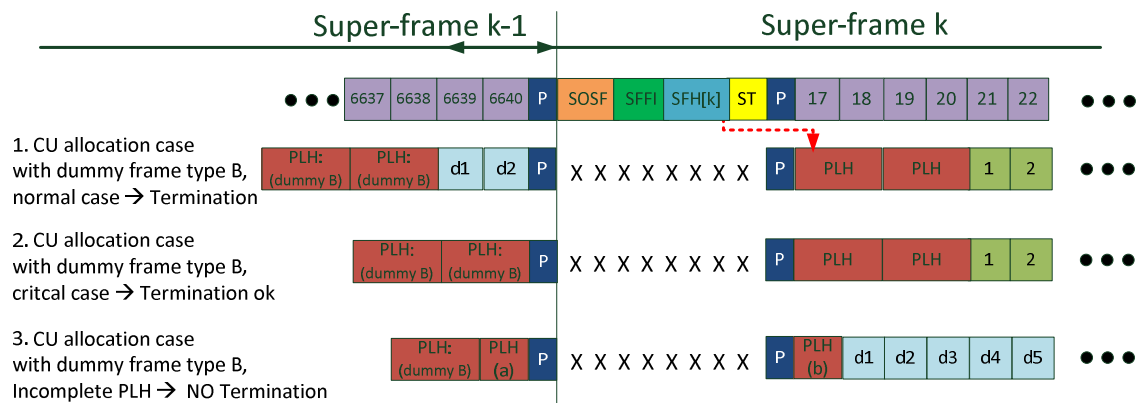 Super-frame k-1 Super-frame k
6637 6638 6639 6640 P SOSF SFFI SFH[k] ST P 17 18 19 20 21 22
1. CU allocation case
with dummy frame type B,
normal case → Termination
PLH: (dummy B) PLH: (dummy B) d1 d2 P X X X X X X X X P PLH PLH 1 2
2. CU allocation case
with dummy frame type B,
critcal case → Termination ok
PLH: (dummy B) PLH: (dummy B) P X X X X X X X X P PLH PLH 1 2
3. CU allocation case
with dummy frame type B,
Incomplete PLH → NO Termination
PLH: (dummy B) PLH (a) P X X X X X X X X P PLH (b) d1 d2 d3 d4 d5